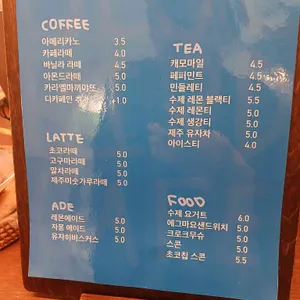 COFFEE
아메리카노 3.5
카페라떼 4.0
바닐라 라떼 4.5
아몬드라떼 5.0
카라멜마끼야또 5.0
디카페인 추가 +1.0
LATTE
초코라떼 5.0
고구마라떼 5.0
말차라떼 5.0
제주미숫가루라떼 5.0
ADE
레몬에이드 5.0
자몽 에이드 5.0
유자히비스커스 5.0
TEA
캐모마일 4.5
페퍼민트 4.5
민들레티 4.5
수제 레몬 블랙티 5.5
수제 레몬티 5.0
수제 생강티 5.0
제주 유자차 5.0
아이스티 4.0
FOOD
수제 요거트 6.0
에그마요샌드위치 5.0
크로크무슈 5.0
스콘 5.0
초코칩 스콘 5.5